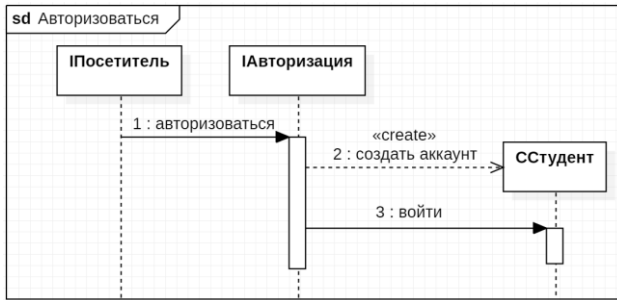 sd Авторизоваться
IПосетитель
IАвторизация
1 : авторизоваться
«create»
2 : создать аккаунт
CСтудент
3 : войти